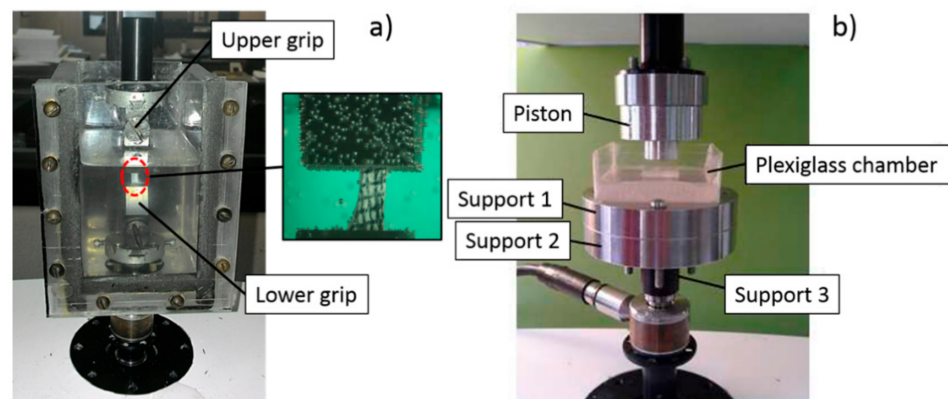 Upper grip
a)
Lower grip
b)
Piston
Plexiglass chamber
Support 1
Support 2
Support 3